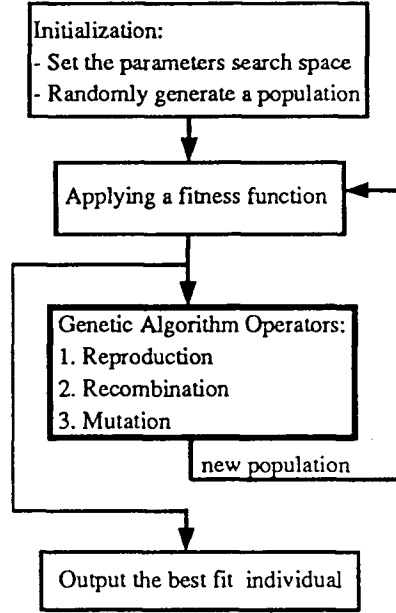 Initialization:
- Set the parameters search space
- Randomly generate a population
Applying a fitness function
Genetic Algorithm Operators:
1. Reproduction
2. Recombination
3. Mutation
new population
Output the best fit individual